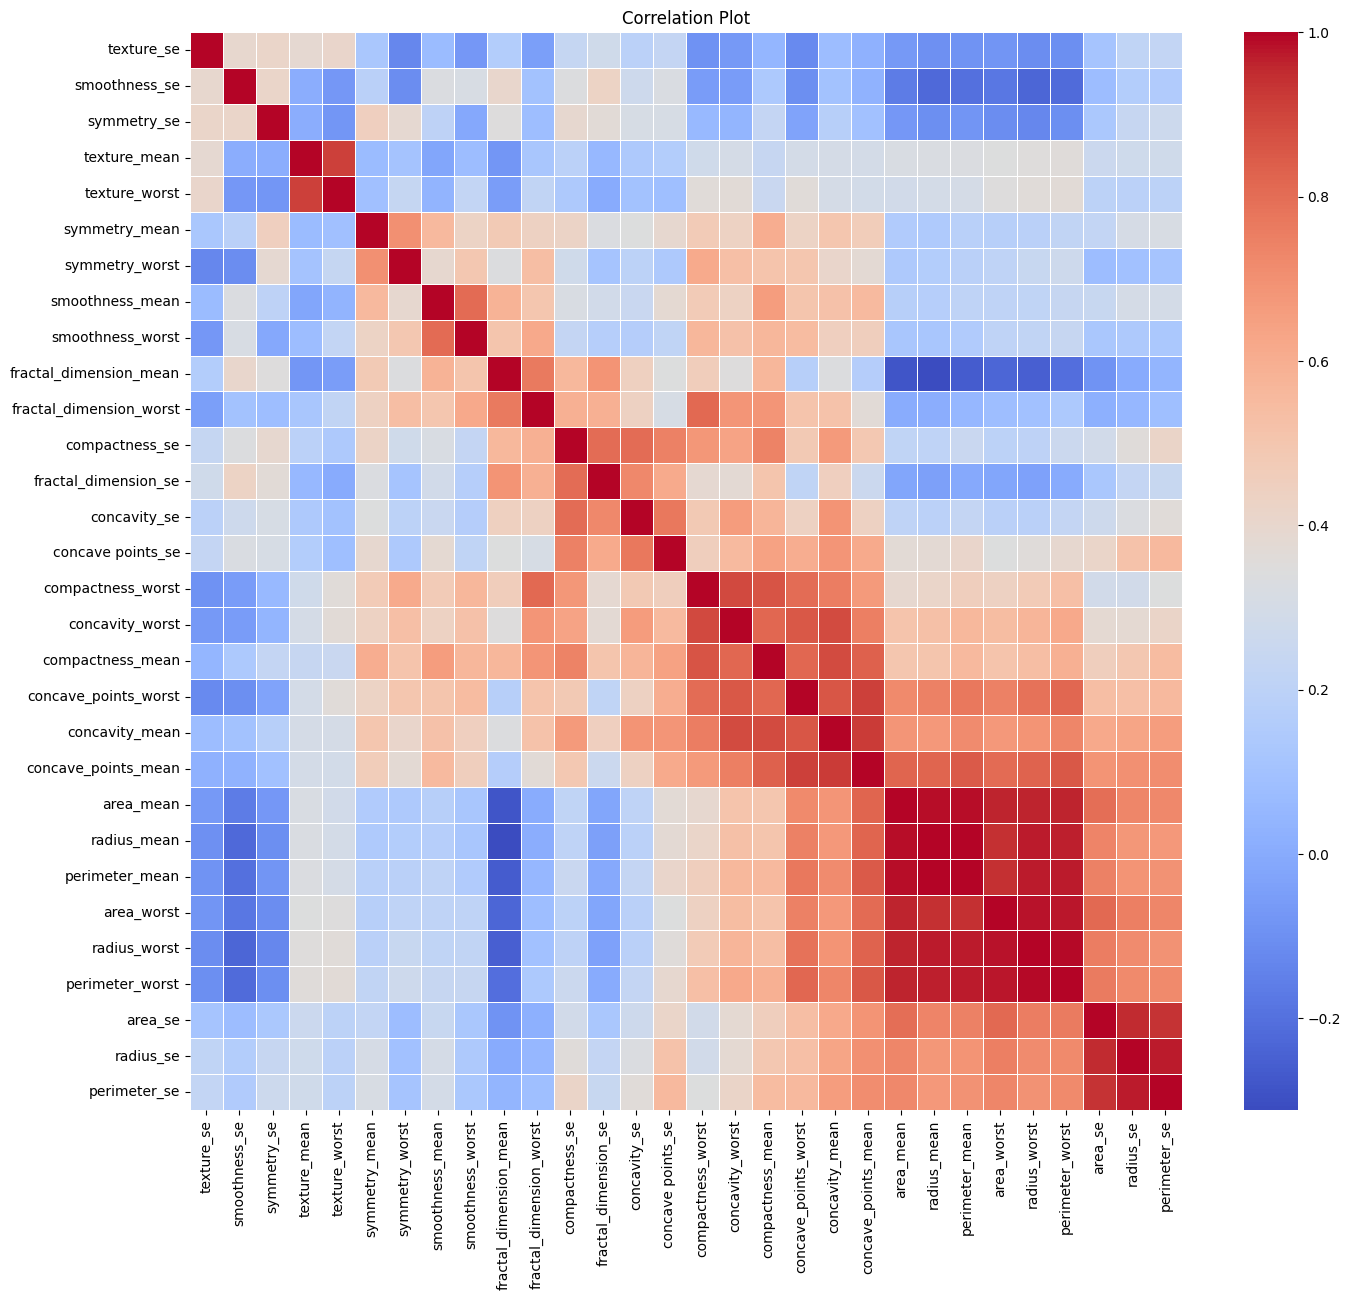 Correlation Plot
texture_se
smoothness_se
symmetry_se
texture_mean
texture_worst
symmetry_mean
symmetry_worst
smoothness_mean
smoothness_worst
fractal_dimension_mean
fractal_dimension_worst
compactness_se
fractal_dimension_se
concavity_se
concave points_se
compactness_worst
concavity_worst
compactness_mean
concave_points_worst
concavity_mean
concave_points_mean
area_mean
radius_mean
perimeter_mean
area_worst
radius_worst
perimeter_worst
area_se
radius_se
perimeter_se
texture_se
smoothness_se
symmetry_se
texture_mean
texture_worst
symmetry_mean
symmetry_worst
smoothness_mean
smoothness_worst
fractal_dimension_mean
fractal_dimension_worst
compactness_se
fractal_dimension_se
concavity_se
concave points_se
compactness_worst
concavity_worst
compactness_mean
concave_points_worst
concavity_mean
concave_points_mean
area_mean
radius_mean
perimeter_mean
area_worst
radius_worst
perimeter_worst
area_se
radius_se
perimeter_se
1.0
0.8
0.6
0.4
0.2
0.0
−0.2